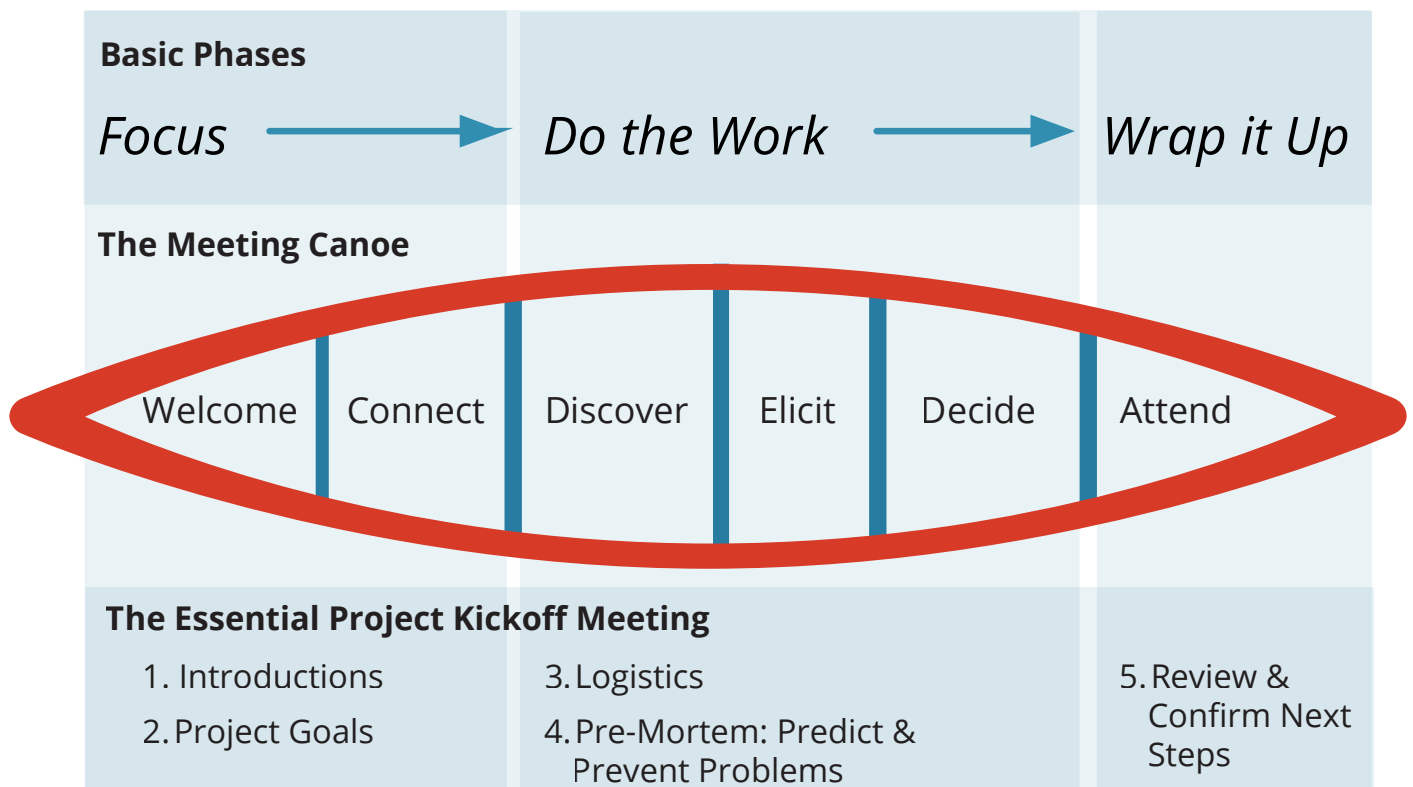 Basic Phases
Focus
Do the Work
Wrap it Up
The Meeting Canoe
Welcome
Connect
Discover
Elicit
Decide
Attend
The Essential Project Kickoff Meeting
1. Introductions
2. Project Goals
3. Logistics
4. Pre-Mortem: Predict &
Prevent Problems
5. Review &
Confirm Next
Steps